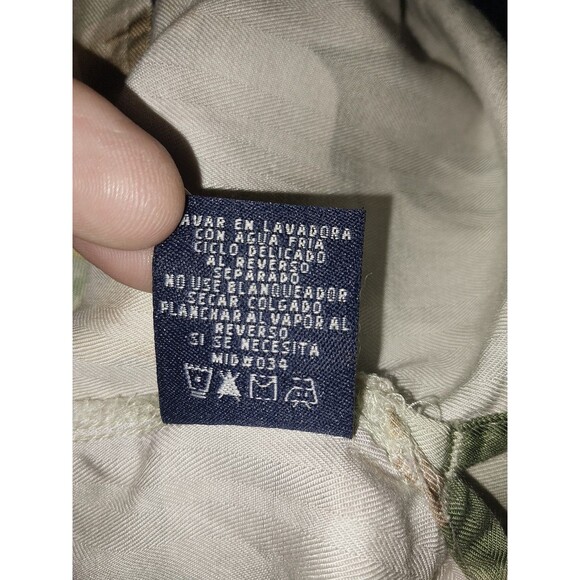 AVAR EN LAVADORA
CON AGUA FRIA
CICLO DELICADO
AL REVERSO
SEPARADO
NO USE BLANQUEADOR
SECAR COLGADO
PLANCHAR AL VAPOR AL
REVERSO
SI SE NECESITA
MID#034